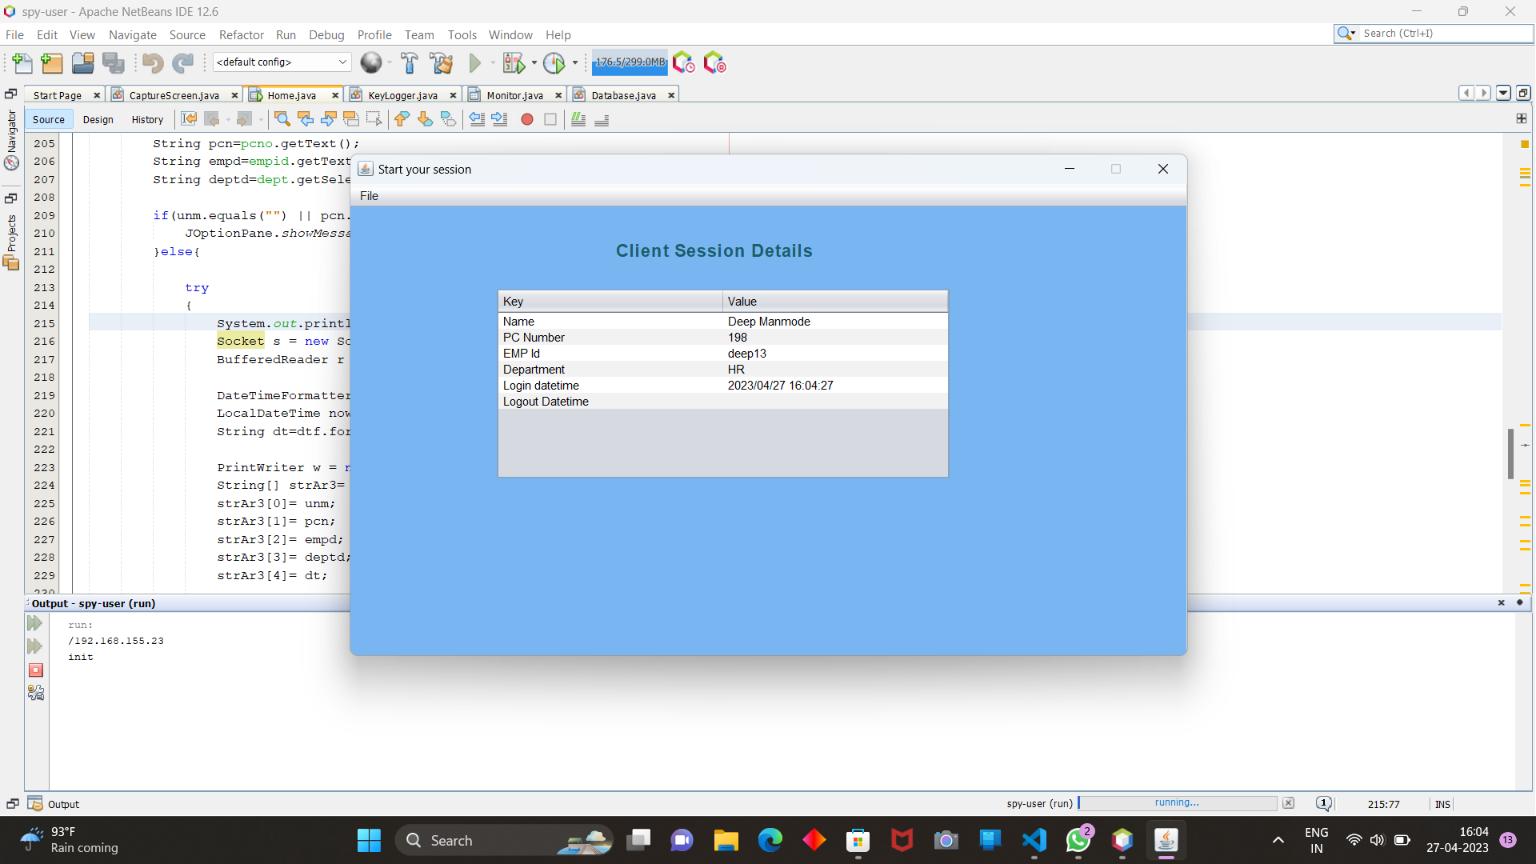 spy-user - Apache NetBeans IDE 12.6
File Edit View Navigate Source Refactor Run Debug Profile Team Tools Window Help
Search (Ctrl+I)
<default config>
176.5/299.0MB
Start Page
CaptureScreen.java
Home.java
KeyLogger.java
Monitor.java
Database.java
Source Design History
Navigator
Projects
205 String pcn=pcno.getText();
206 String empd=empid.getText
207 String deptd=dept.getSele
208
209 if(unm.equals("") || pcn.
210 JOptionPane.showMessa
211 }else{
212
213 try
214 {
215 System.out.printl
216 Socket s = new So
217 BufferedReader r
218
219 DateTimeFormatter
220 LocalDateTime now
221 String dt=dtf.for
222
223 PrintWriter w = n
224 String[] strAr3=
225 strAr3[0]= unm;
226 strAr3[1]= pcn;
227 strAr3[2]= empd;
228 strAr3[3]= deptd;
229 strAr3[4]= dt;
230
Start your session
File
Client Session Details
Key Value
Name Deep Manmode
PC Number 198
EMP Id deep13
Department HR
Login datetime 2023/04/27 16:04:27
Logout Datetime
Output - spy-user (run)
run:
/192.168.155.23
init
Output
spy-user (run)
running...
1
215:77
INS
93°F
Rain coming
Search
2
ENG
IN
16:04
27-04-2023
13